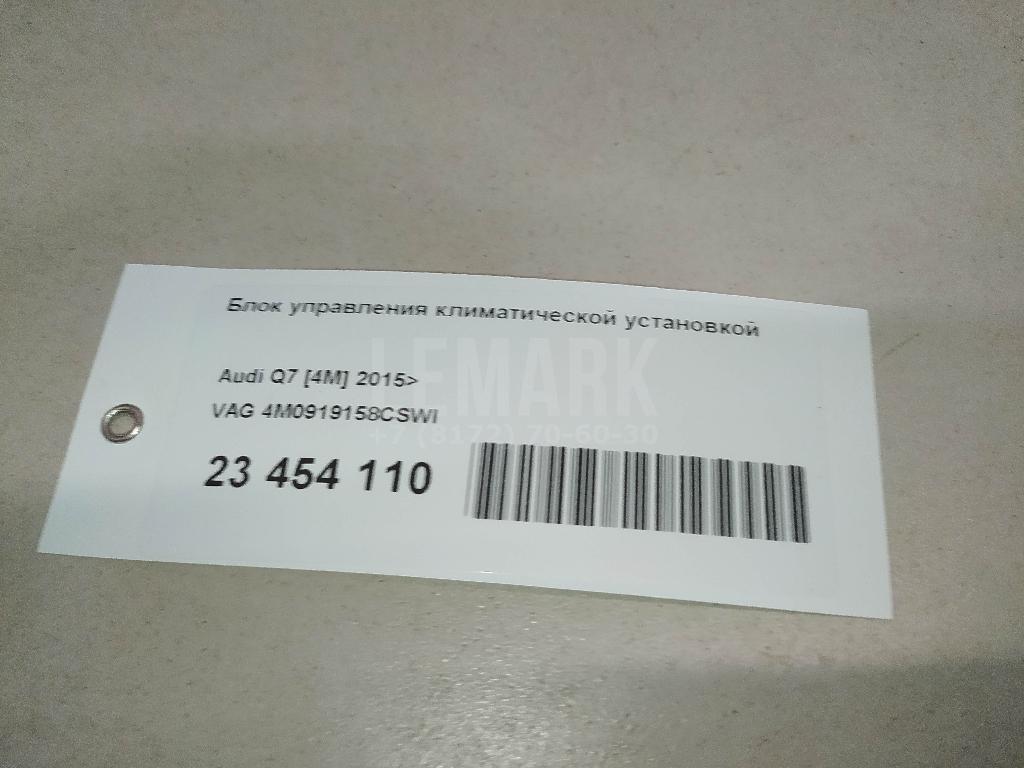 Блок управления климатической установкой
LEMARK
Audi Q7 [4M] 2015>
VAG 4M0919158CSWI
+7 (8172) 70-60-30
23 454 110